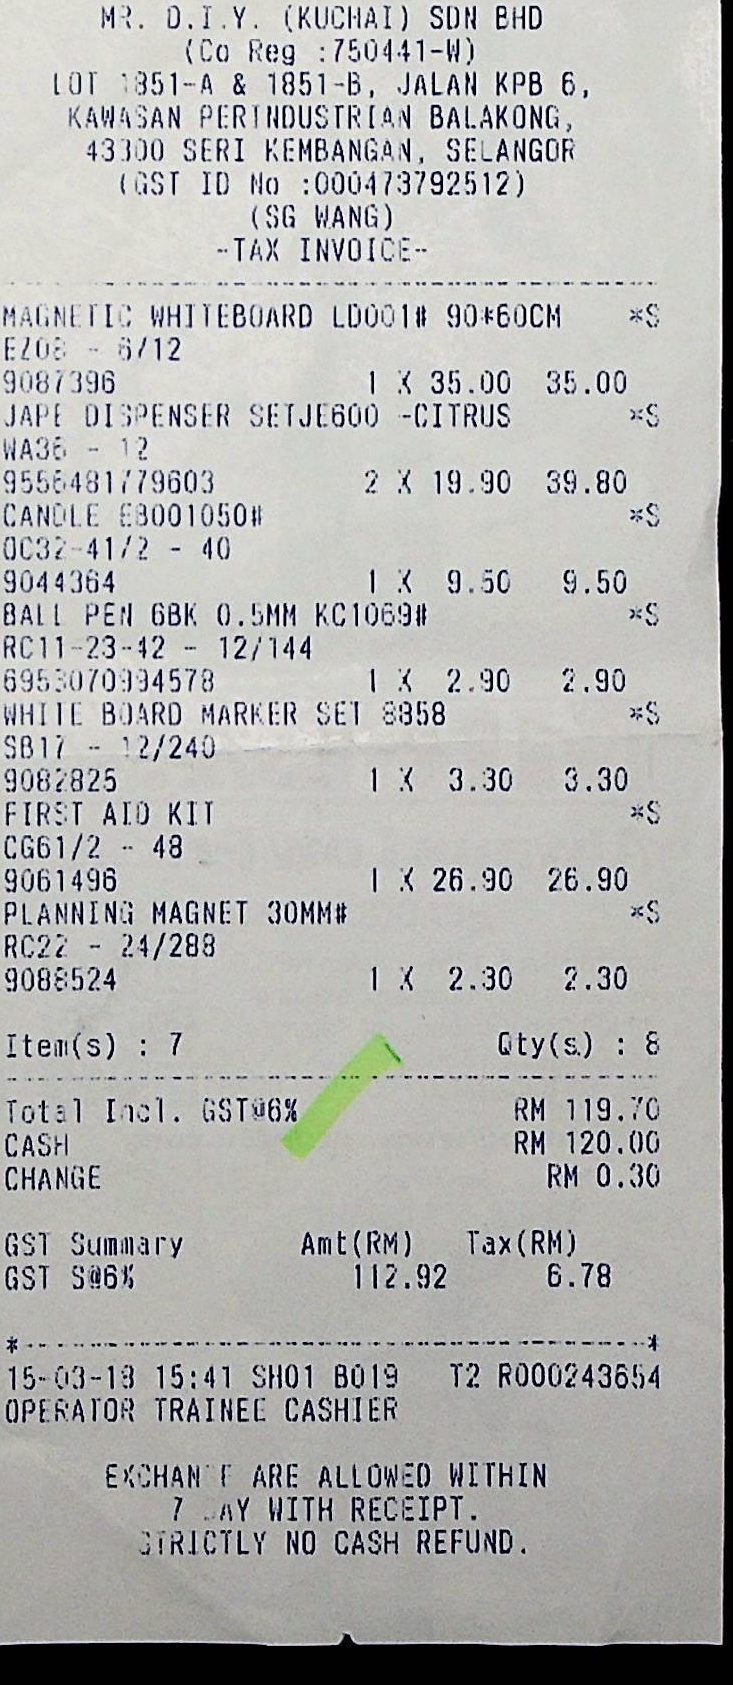 MR. D.I.Y. (KUCHAI) SDN BHD
(Co Reg :750441-W)
LOT 1851-A & 1851-B, JALAN KPB 6,
KAWASAN PERINDUSTRIAN BALAKONG,
43300 SERI KEMBANGAN, SELANGOR
(GST ID No :000473792512)
(SG WANG)
-TAX INVOICE-
MAGNETIC WHITEBOARD LD001# 90*60CM *S
EZ08 - 6/12
9087396 1 X 35.00 35.00
JAPE DISPENSER SETJE600 -CITRUS *S
WA36 - 12
9556481779603 2 X 19.90 39.80
CANDLE EB001050# *S
OC32-41/2 - 40
9044364 1 X 9.50 9.50
BALL PEN 6BK 0.5MM KC1069# *S
RC11-23-42 - 12/144
6953070994578 1 X 2.90 2.90
WHITE BOARD MARKER SET 8858 *S
SB17 - 12/240
9082825 1 X 3.30 3.30
FIRST AID KIT *S
CG61/2 - 48
9061496 1 X 26.90 26.90
PLANNING MAGNET 30MM# *S
RC22 - 24/288
9088524 1 X 2.30 2.30
Item(s) : 7 Qty(s) : 8
Total Incl. GST@6% RM 119.70
CASH RM 120.00
CHANGE RM 0.30
GST Summary Amt(RM) Tax(RM)
GST S@6% 112.92 6.78
*------------------------------------*
15-03-18 15:41 SH01 B019 T2 R000243654
OPERATOR TRAINEE CASHIER
EXCHANGE ARE ALLOWED WITHIN
7 DAY WITH RECEIPT.
STRICTLY NO CASH REFUND.